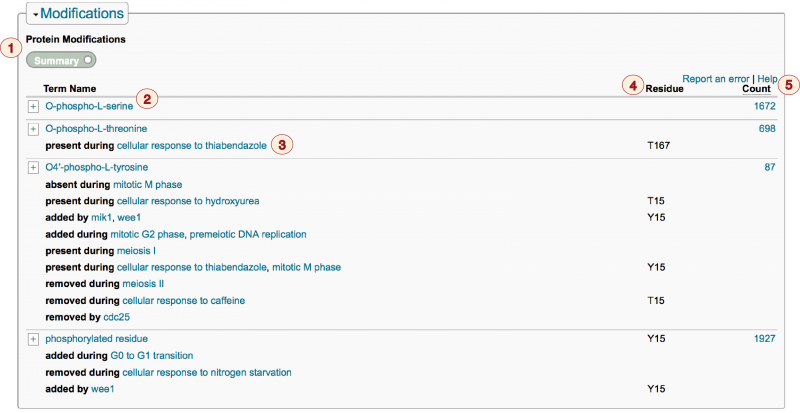 Modifications
1
Protein Modifications
Summary
Report an error | Help
Term Name 4 Residue Count 5
O-phospho-L-serine 2 1672
O-phospho-L-threonine 698
present during cellular response to thiabendazole 3 T167
O4'-phospho-L-tyrosine 87
absent during mitotic M phase
present during cellular response to hydroxyurea T15
added by mik1, wee1 Y15
added during mitotic G2 phase, premeiotic DNA replication
present during meiosis I
present during cellular response to thiabendazole, mitotic M phase Y15
removed during meiosis II
removed during cellular response to caffeine T15
removed by cdc25
phosphorylated residue Y15 1927
added during G0 to G1 transition
removed during cellular response to nitrogen starvation
added by wee1 Y15